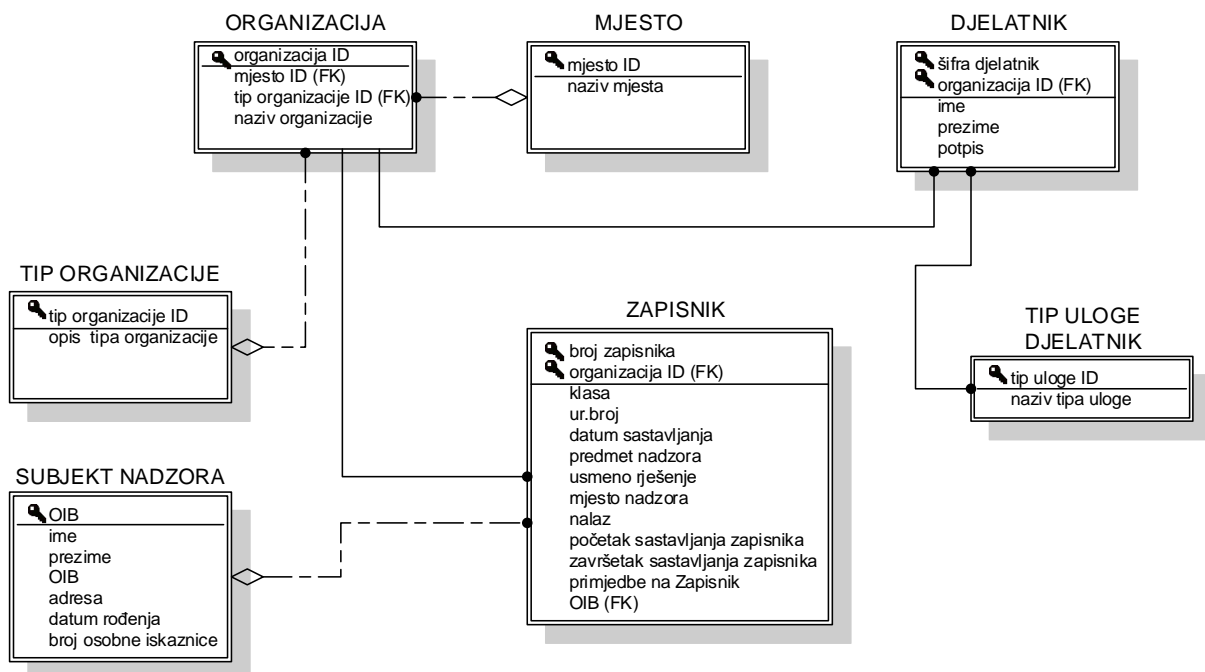 ORGANIZACIJA
organizacija ID
mjesto ID (FK)
tip organizacije ID (FK)
naziv organizacije
MJESTO
mjesto ID
naziv mjesta
DJELATNIK
šifra djelatnik
organizacija ID (FK)
ime
prezime
potpis
TIP ORGANIZACIJE
tip organizacije ID
opis tipa organizacije
ZAPISNIK
broj zapisnika
organizacija ID (FK)
klasa
ur.broj
datum sastavljanja
predmet nadzora
usmeno rješenje
mjesto nadzora
nalaz
početak sastavljanja zapisnika
završetak sastavljanja zapisnika
primjedbe na Zapisnik
OIB (FK)
TIP ULOGE
DJELATNIK
tip uloge ID
naziv tipa uloge
SUBJEKT NADZORA
OIB
ime
prezime
OIB
adresa
datum rođenja
broj osobne iskaznice